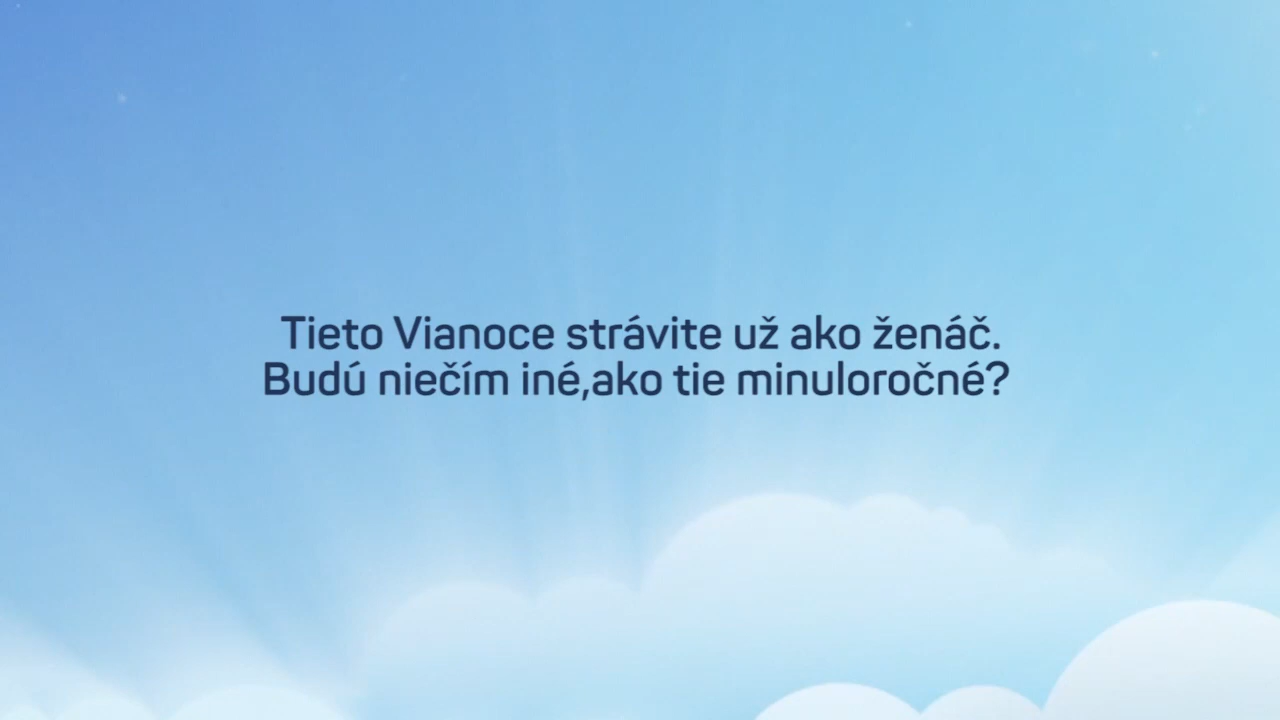 Tieto Vianoce strávite už ako ženáč.
Budú niečím iné,ako tie minuloročné?